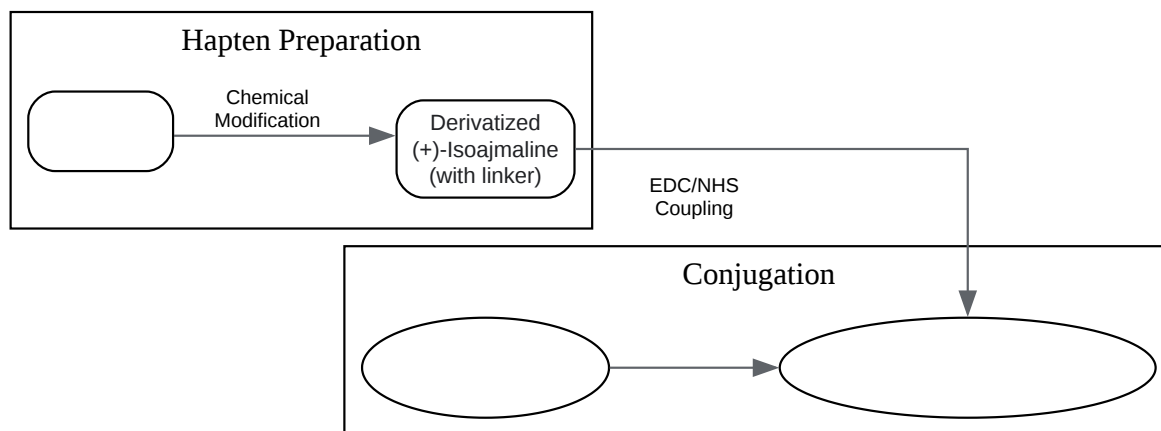 Hapten Preparation
Chemical
Modification
Derivatized
(+)-Isoajmaline
(with linker)
EDC/NHS
Coupling
Conjugation